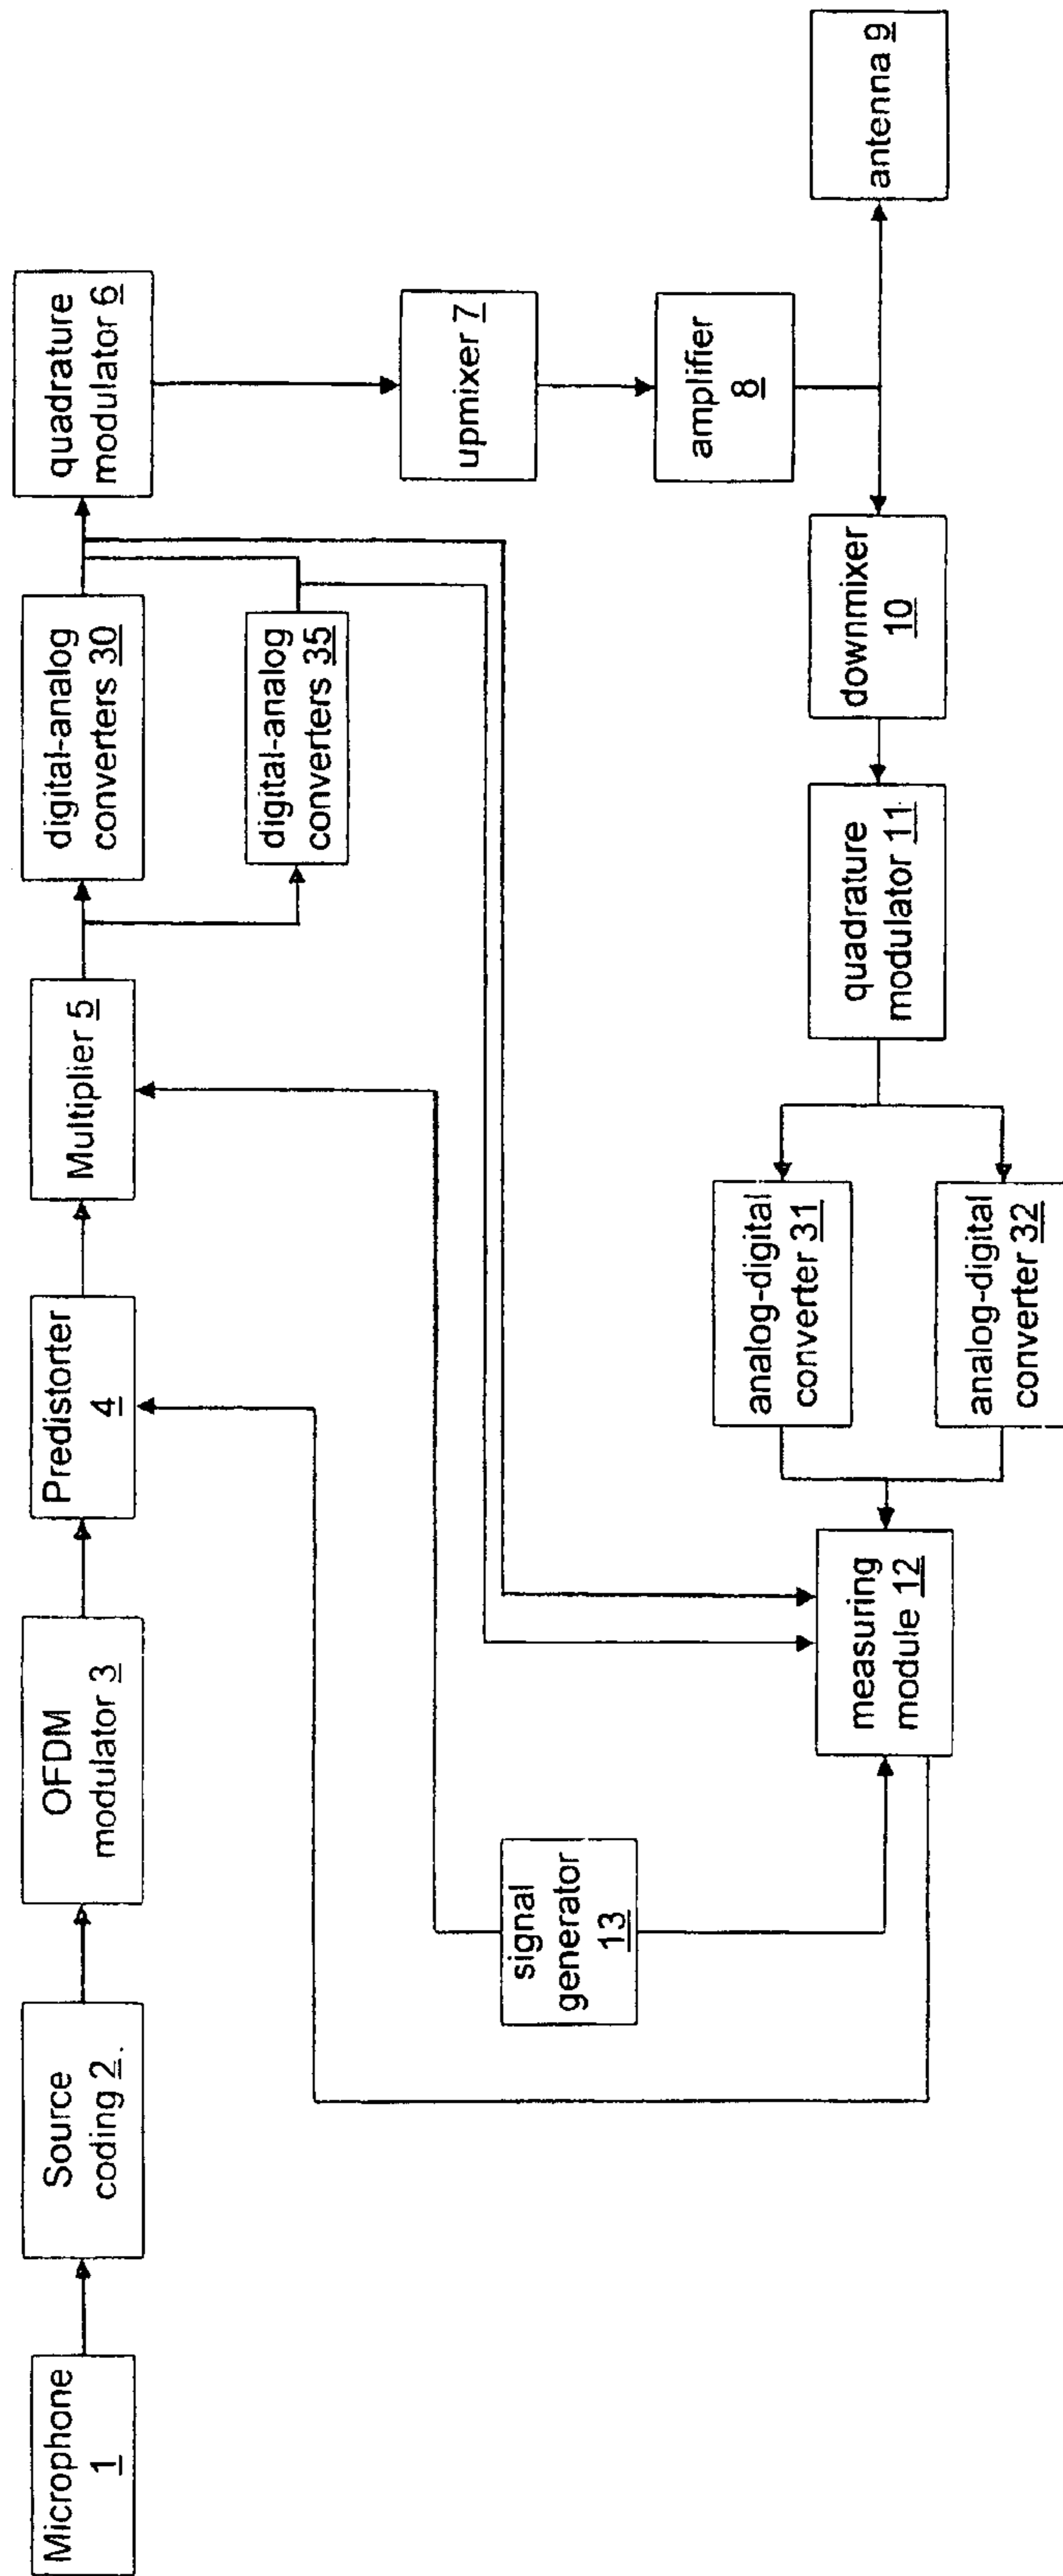 Microphone
1
Source
coding 2.
OFDM
modulator 3
Predistorter
4
Multiplier 5
digital-analog
converters 30
digital-analog
converters 35
quadrature
modulator 6
upmixer 7
amplifier
8
antenna 9
downmixer
10
quadrature
modulator 11
analog-digital
converter 31
analog-digital
converter 32
measuring
module 12
signal
generator
13